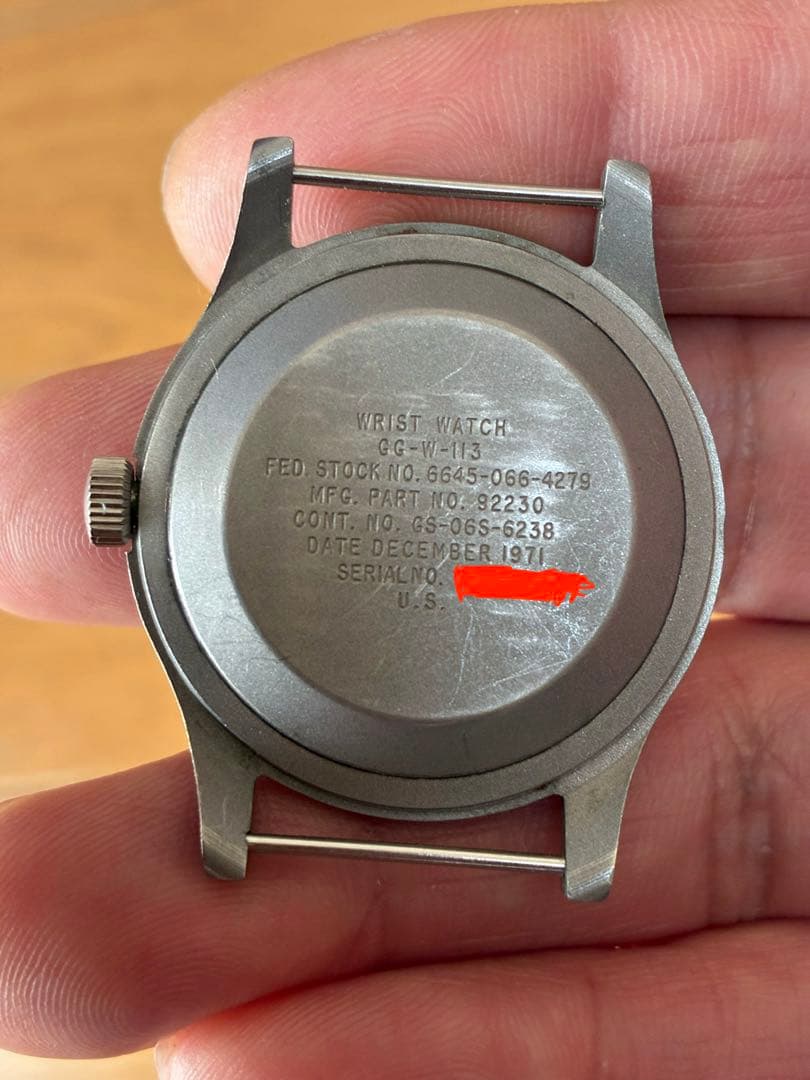 WRIST WATCH
GG-W-113
FED. STOCK NO. 6645-066-4279
MFG. PART NO. 92230
CONT. NO. GS-06S-6238
DATE DECEMBER 1971
SERIAL NO.
U.S.